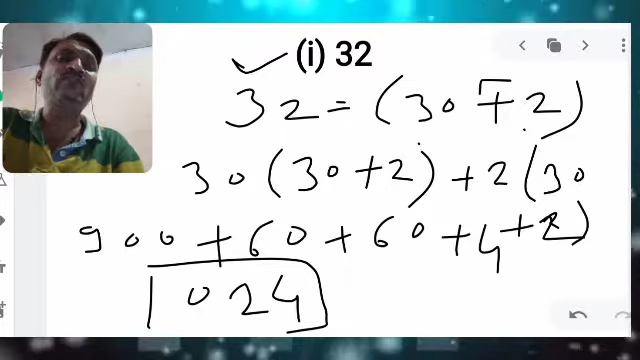 (i) 32
32 = (30 + 2)
30 (30 + 2) + 2 (30
+ 2)
900 + 60 + 60 + 4
1024